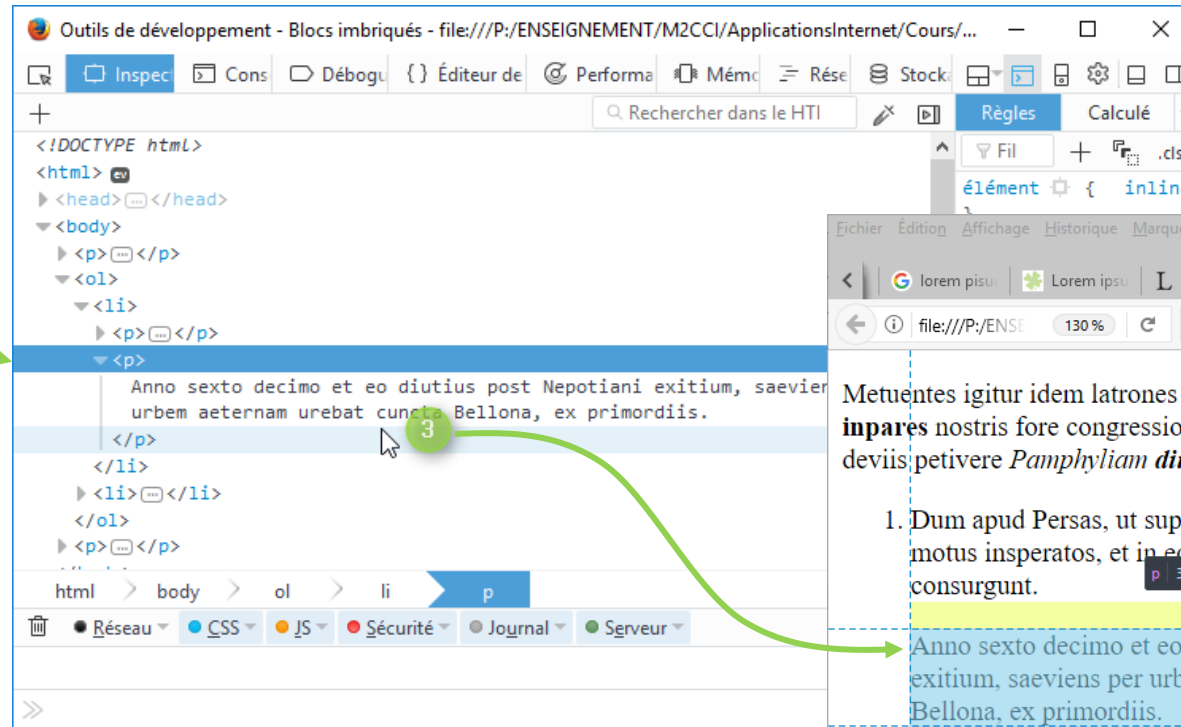 Outils de développement - Blocs imbriqués - file:///P:/ENSEIGNEMENT/M2CCI/ApplicationsInternet/Cours/...
Inspect Cons Débogu {} Éditeur de Performa Mémo Rése Stocka
+ Rechercher dans le HTI Règles Calculé
<!DOCTYPE html> Fil + .cls
<html> ev
élément { inlin
<head>…</head>
}
<body>
<p>…</p>
<ol>
<li>
<p>…</p>
<p>
Anno sexto decimo et eo diutius post Nepotiani exitium, saevien
urbem aeternam urebat cuncta Bellona, ex primordiis.
3
</p>
</li>
<li>…</li>
</ol>
<p>…</p>
html body ol li p
Réseau CSS JS Sécurité Journal Serveur
»
Fichier Édition Affichage Historique Marqu
lorem pisu Lorem ipsu L
file:///P:/ENSE 130 %
Metuentes igitur idem latrones
inpares nostris fore congressio
deviis petivere Pamphyliam di
1. Dum apud Persas, ut sup
motus insperatos, et in eo
p 3
consurgunt.
Anno sexto decimo et eo
exitium, saeviens per urb
Bellona, ex primordiis.